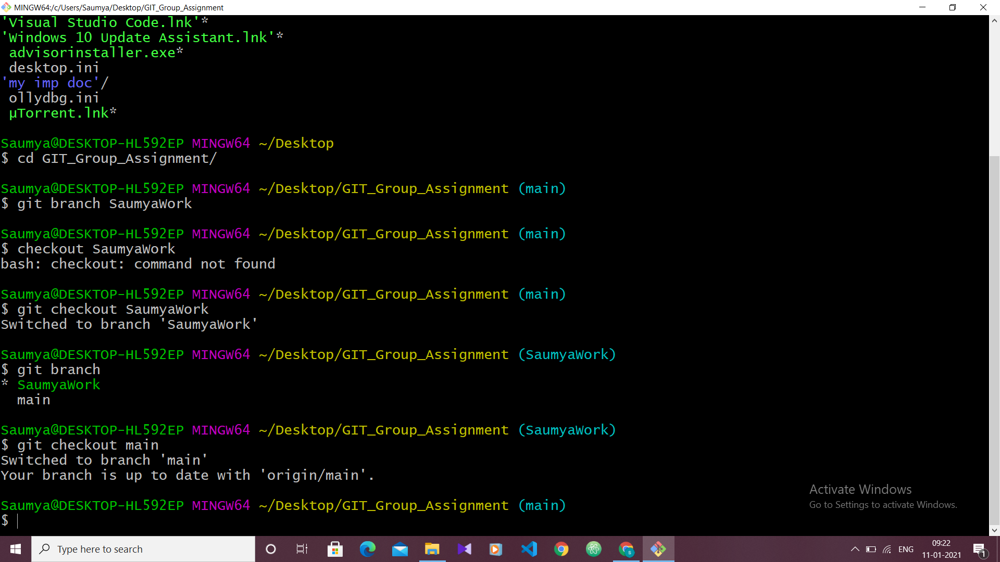 MINGW64:/c/Users/Saumya/Desktop/GIT_Group_Assignment
'Visual Studio Code.lnk'*
'Windows 10 Update Assistant.lnk'*
advisorinstaller.exe*
desktop.ini
'my imp doc'/
ollydbg.ini
µTorrent.lnk*
Saumya@DESKTOP-HL592EP MINGW64 ~/Desktop
$ cd GIT_Group_Assignment/
Saumya@DESKTOP-HL592EP MINGW64 ~/Desktop/GIT_Group_Assignment (main)
$ git branch SaumyaWork
Saumya@DESKTOP-HL592EP MINGW64 ~/Desktop/GIT_Group_Assignment (main)
$ checkout SaumyaWork
bash: checkout: command not found
Saumya@DESKTOP-HL592EP MINGW64 ~/Desktop/GIT_Group_Assignment (main)
$ git checkout SaumyaWork
Switched to branch 'SaumyaWork'
Saumya@DESKTOP-HL592EP MINGW64 ~/Desktop/GIT_Group_Assignment (SaumyaWork)
$ git branch
* SaumyaWork
main
Saumya@DESKTOP-HL592EP MINGW64 ~/Desktop/GIT_Group_Assignment (SaumyaWork)
$ git checkout main
Switched to branch 'main'
Your branch is up to date with 'origin/main'.
Saumya@DESKTOP-HL592EP MINGW64 ~/Desktop/GIT_Group_Assignment (main)
$
Activate Windows
Go to Settings to activate Windows.
Type here to search
ENG
09:22
11-01-2021
1